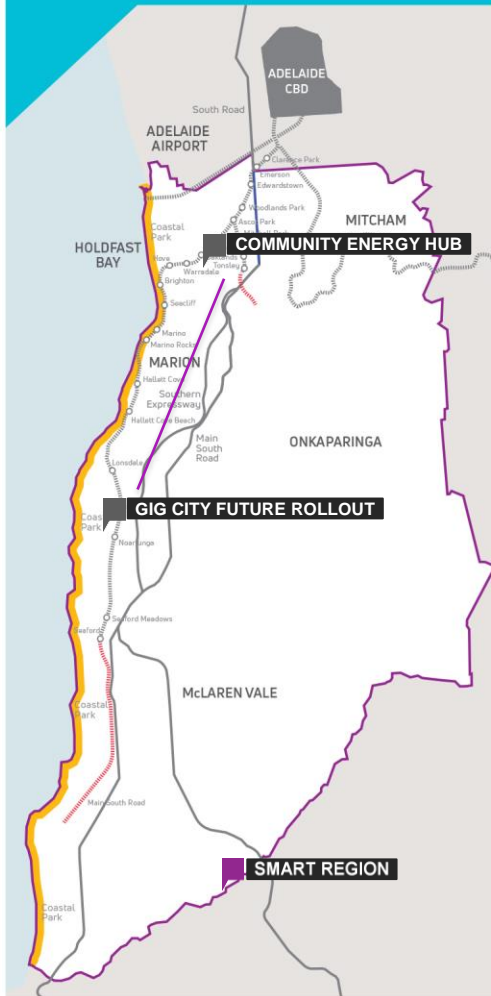 ADELAIDE
CBD
South Road
ADELAIDE
AIRPORT
Clarence Park
Emerson
Edwardstown
Woodlands Park
Ascot Park
MITCHAM
Coastal
Park
HOLDFAST
BAY
COMMUNITY ENERGY HUB
Hove
Warradale
Tonsley
Brighton
Seacliff
Marino
Marino Rocks
MARION
Hallett Cove
Southern
Expressway
Hallett Cove Beach
Main
South
Road
ONKAPARINGA
Lonsdale
GIG CITY FUTURE ROLLOUT
Park
Noarlunga
Seaford Meadows
Seaford
McLAREN VALE
Coastal
Park
Main South Road
SMART REGION
Coastal
Park